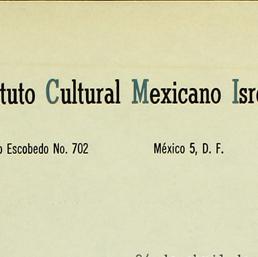 tuto Cultural Mexicano Isr
o Escobedo No. 702 México 5, D. F.